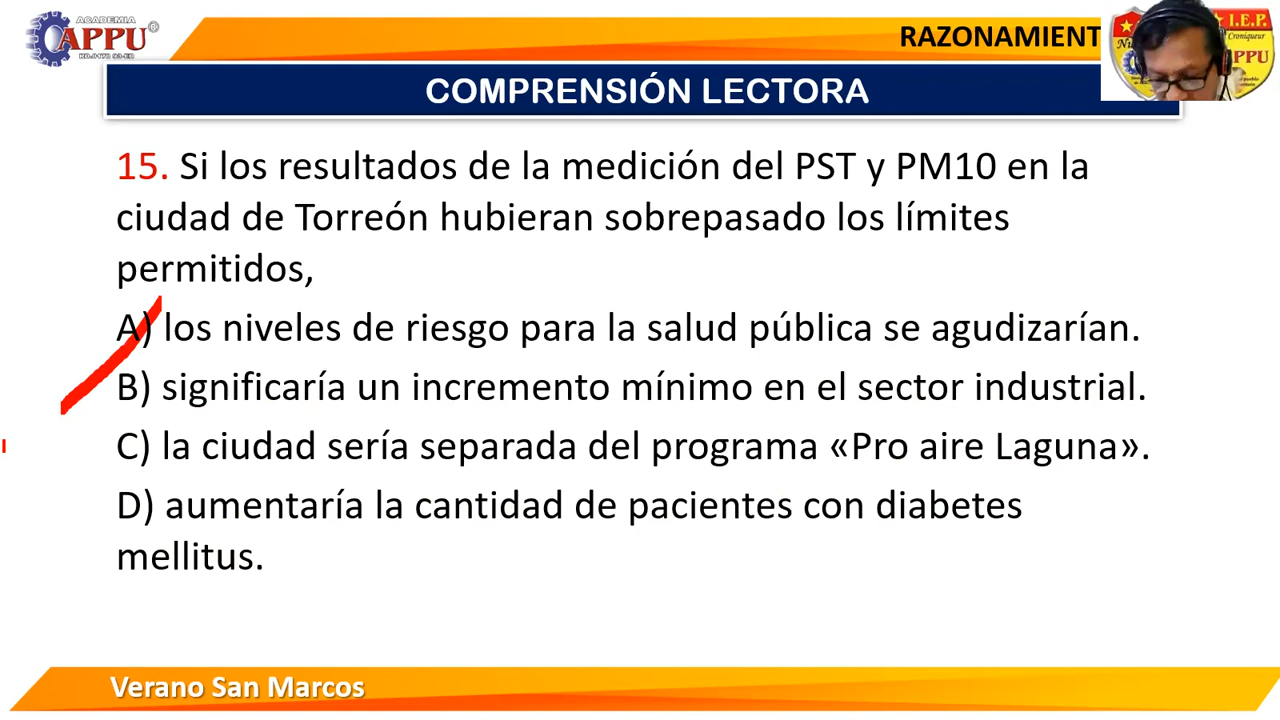 ACADEMIA
APPU®
RAZONAMIENT
I.E.P.
Croniqueur
APPU
COMPRENSIÓN LECTORA
15. Si los resultados de la medición del PST y PM10 en la
ciudad de Torreón hubieran sobrepasado los límites
permitidos,
A) los niveles de riesgo para la salud pública se agudizarían.
B) significaría un incremento mínimo en el sector industrial.
C) la ciudad sería separada del programa «Pro aire Laguna».
D) aumentaría la cantidad de pacientes con diabetes
mellitus.
Verano San Marcos